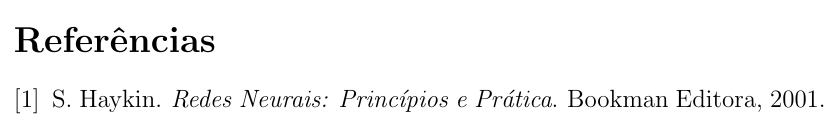 Referências
[1] S. Haykin. Redes Neurais: Princípios e Prática. Bookman Editora, 2001.